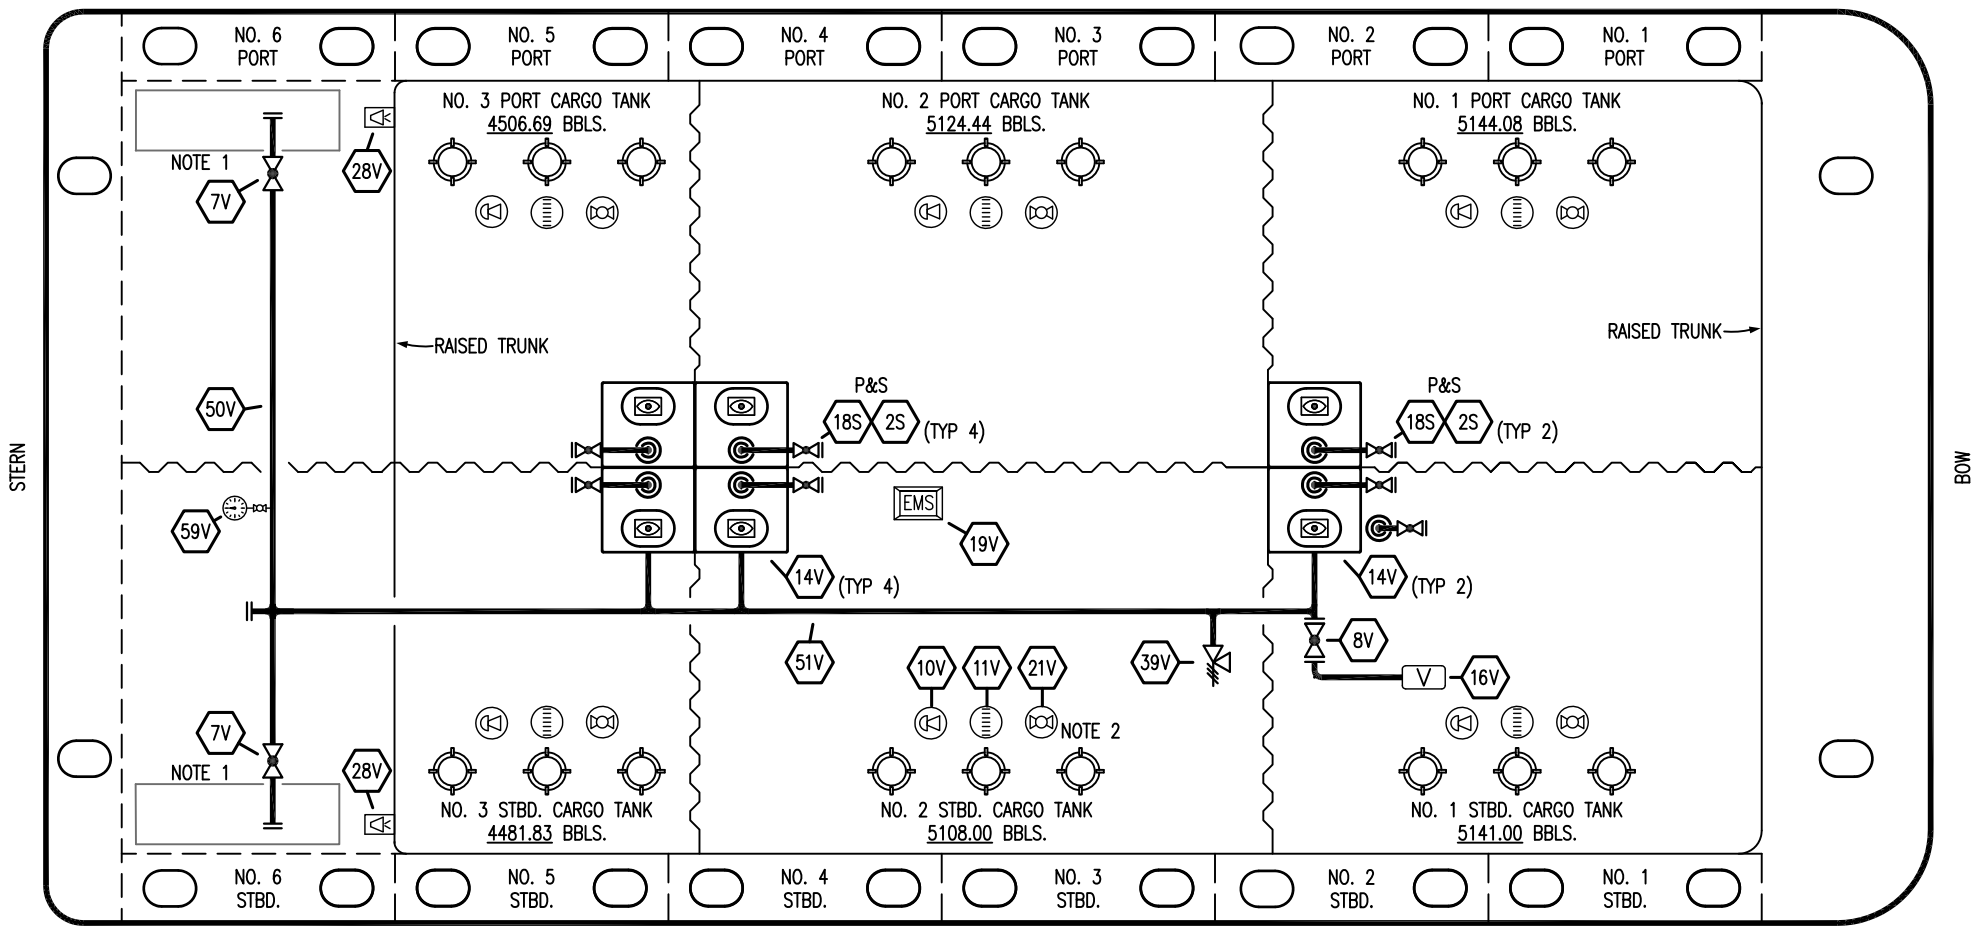 NO. 6
PORT
NO. 5
PORT
NO. 4
PORT
NO. 3
PORT
NO. 2
PORT
NO. 1
PORT
NO. 3 PORT CARGO TANK
4506.69 BBLS.
NO. 2 PORT CARGO TANK
5124.44 BBLS.
NO. 1 PORT CARGO TANK
5144.08 BBLS.
NOTE 1
7V
28V
RAISED TRUNK
RAISED TRUNK
50V
P&S
18S
2S
(TYP 4)
P&S
18S
2S
(TYP 2)
STERN
BOW
59V
EMS
19V
14V
(TYP 4)
14V
(TYP 2)
51V
39V
8V
V
16V
10V
11V
21V
NOTE 2
7V
NOTE 1
28V
NO. 3 STBD. CARGO TANK
4481.83 BBLS.
NO. 2 STBD. CARGO TANK
5108.00 BBLS.
NO. 1 STBD. CARGO TANK
5141.00 BBLS.
NO. 6
STBD.
NO. 5
STBD.
NO. 4
STBD.
NO. 3
STBD.
NO. 2
STBD.
NO. 1
STBD.